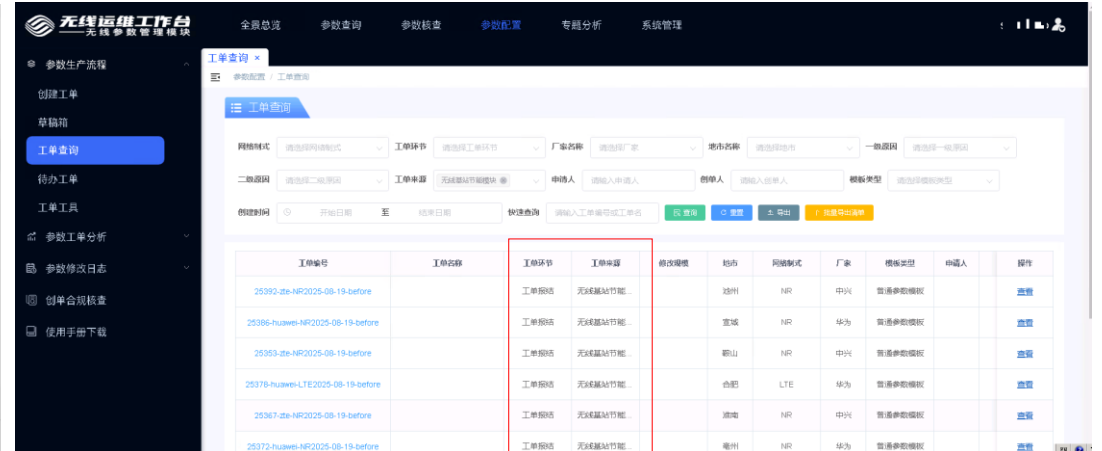 无线运维工作台
无线参数管理模块
全景总览 参数查询 参数核查 参数配置 专题分析 系统管理
工单查询 ×
参数配置 / 工单查询
参数生产流程
创建工单
草稿箱
工单查询
待办工单
工单工具
参数工单分析
参数修改日志
创单合规核查
使用手册下载
工单查询
网络制式 请选择网络制式 工单环节 请选择工单环节 厂家名称 请选择厂家 地市名称 请选择地市 一级原因 请选择一级原因
二级原因 请选择二级原因 工单来源 无线基站节能模块 申请人 请输入申请人 创单人 请输入创单人 模板类型 请选择模板类型
创建时间 开始日期 至 结束日期 快速查询 请输入工单编号或工单名 查询 重置 导出 批量导出清单
工单编号 工单名称 工单环节 工单来源 修改规模 地市 网络制式 厂家 模板类型 申请人 操作
25392-zte-NR2025-08-19-before 工单报结 无线基站节能... 池州 NR 中兴 普通参数模板 查看
25386-huawei-NR2025-08-19-before 工单报结 无线基站节能... 宣城 NR 华为 普通参数模板 查看
25353-zte-NR2025-08-19-before 工单报结 无线基站节能... 鞍山 NR 中兴 普通参数模板 查看
25378-huawei-LTE2025-08-19-before 工单报结 无线基站节能... 合肥 LTE 华为 普通参数模板 查看
25367-zte-NR2025-08-19-before 工单报结 无线基站节能... 淮南 NR 中兴 普通参数模板 查看
25372-huawei-NR2025-08-19-before 工单报结 无线基站节能... 亳州 NR 华为 普通参数模板 查看